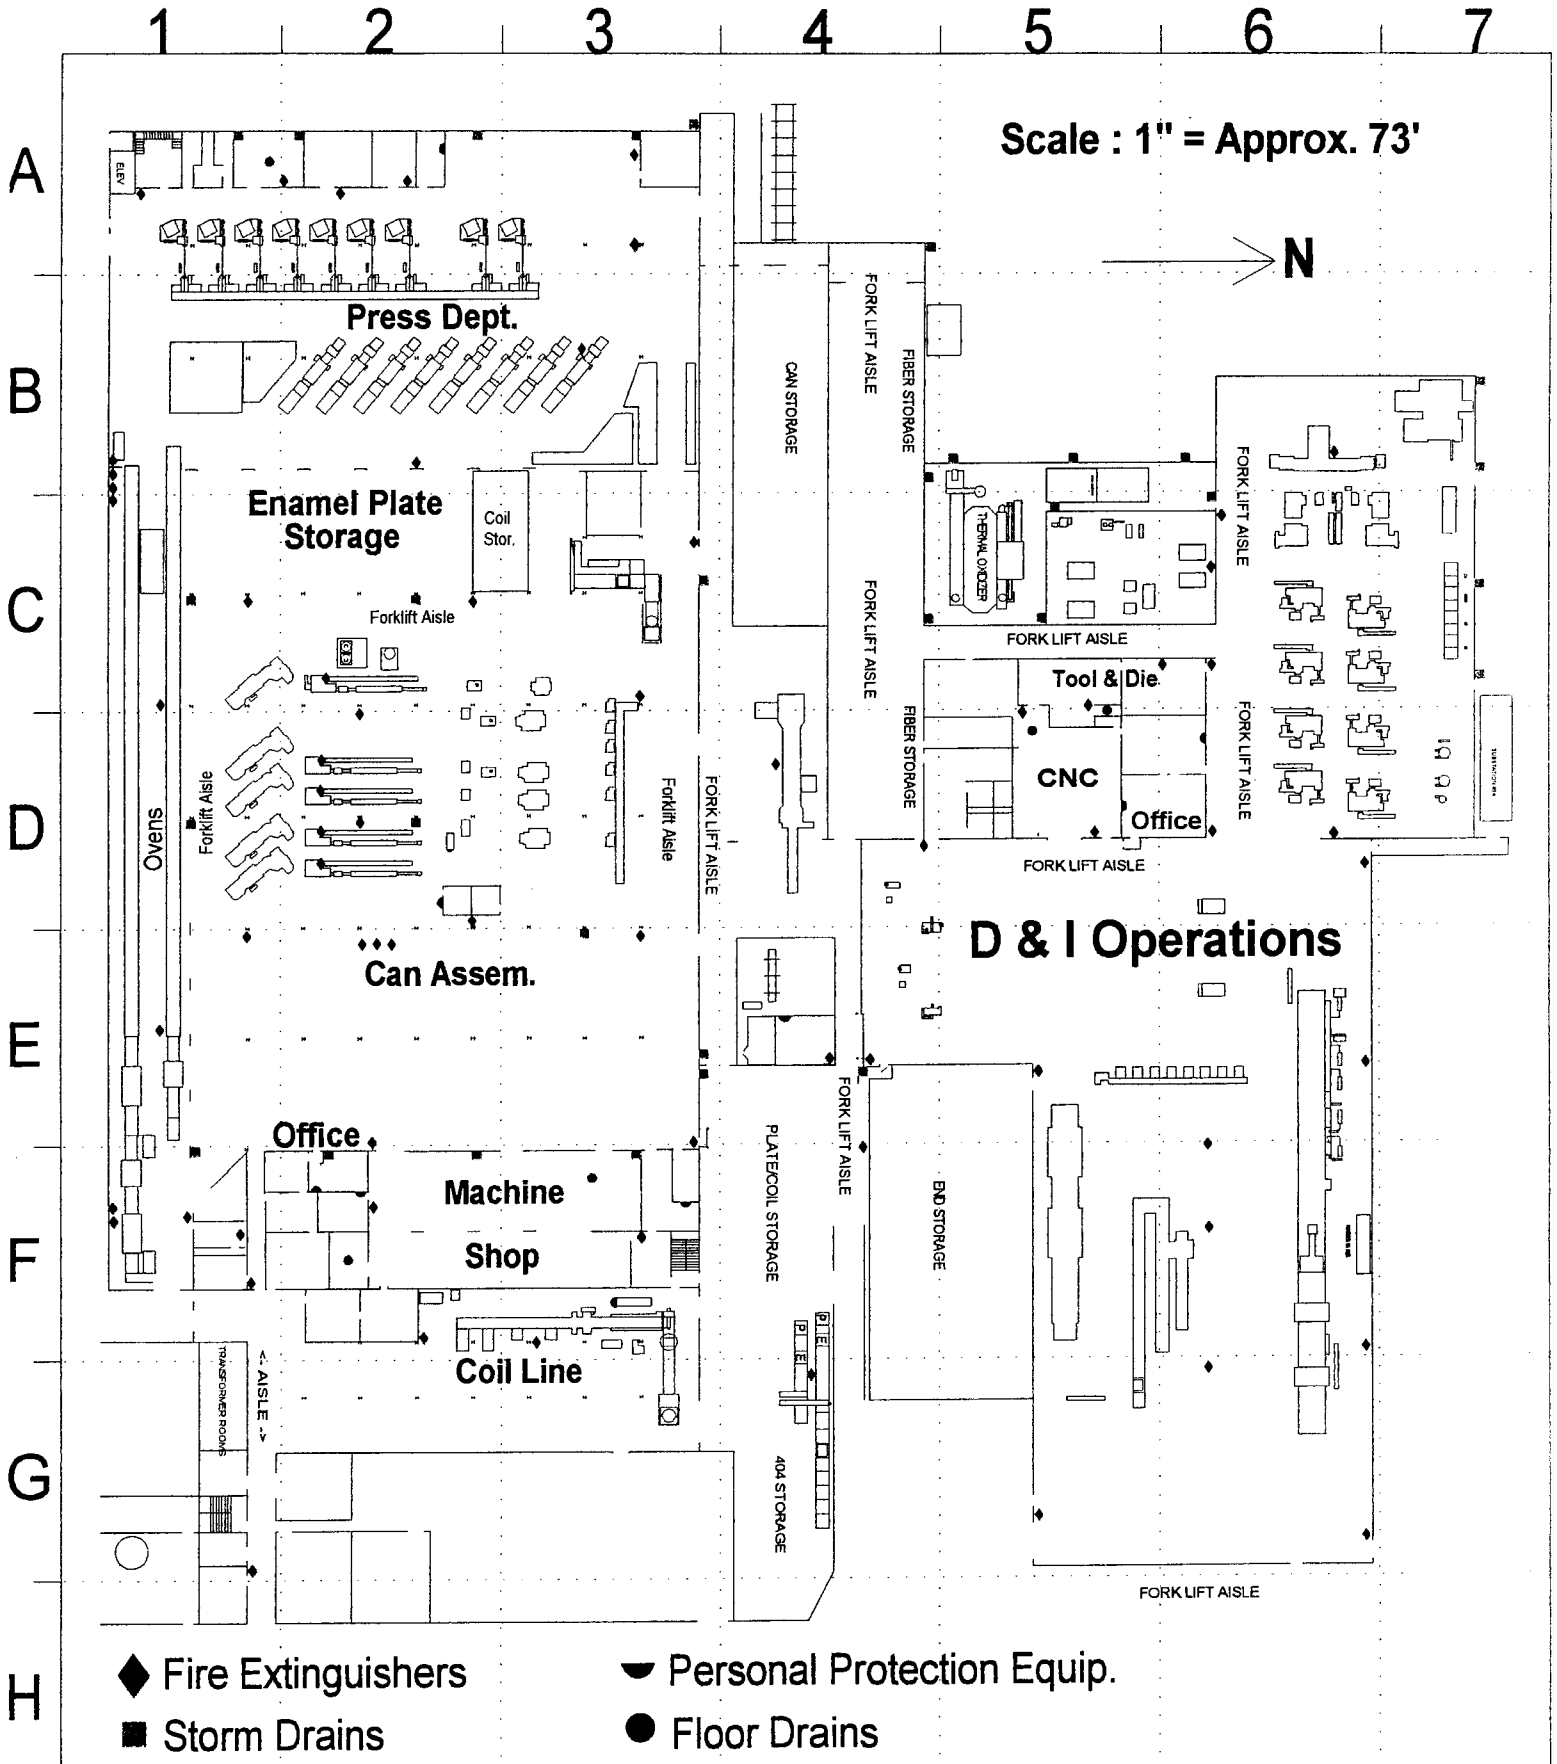 1 2 3 4 5 6 7
A
Scale : 1" = Approx. 73'
ELEV
N
Press Dept.
B
FORK LIFT AISLE
CAN STORAGE
FIBER STORAGE
FORK LIFT AISLE
Enamel Plate
Storage
Coil
Stor.
THERMAL OXIDIZER
C
Forklift Aisle
FORK LIFT AISLE
FORK LIFT AISLE
Tool & Die
FIBER STORAGE
FORK LIFT AISLE
CNC
D
Ovens
Forklift Aisle
Forklift Aisle
FORK LIFT AISLE
Office
FORK LIFT AISLE
D & I Operations
Can Assem.
E
FORK LIFT AISLE
Office
PLATE/COIL STORAGE
Machine
END STORAGE
F
Shop
P
E
P
E
TRANSFORMER ROOMS
<- AISLE ->
Coil Line
G
404 STORAGE
FORK LIFT AISLE
H
Fire Extinguishers
Personal Protection Equip.
Storm Drains
Floor Drains